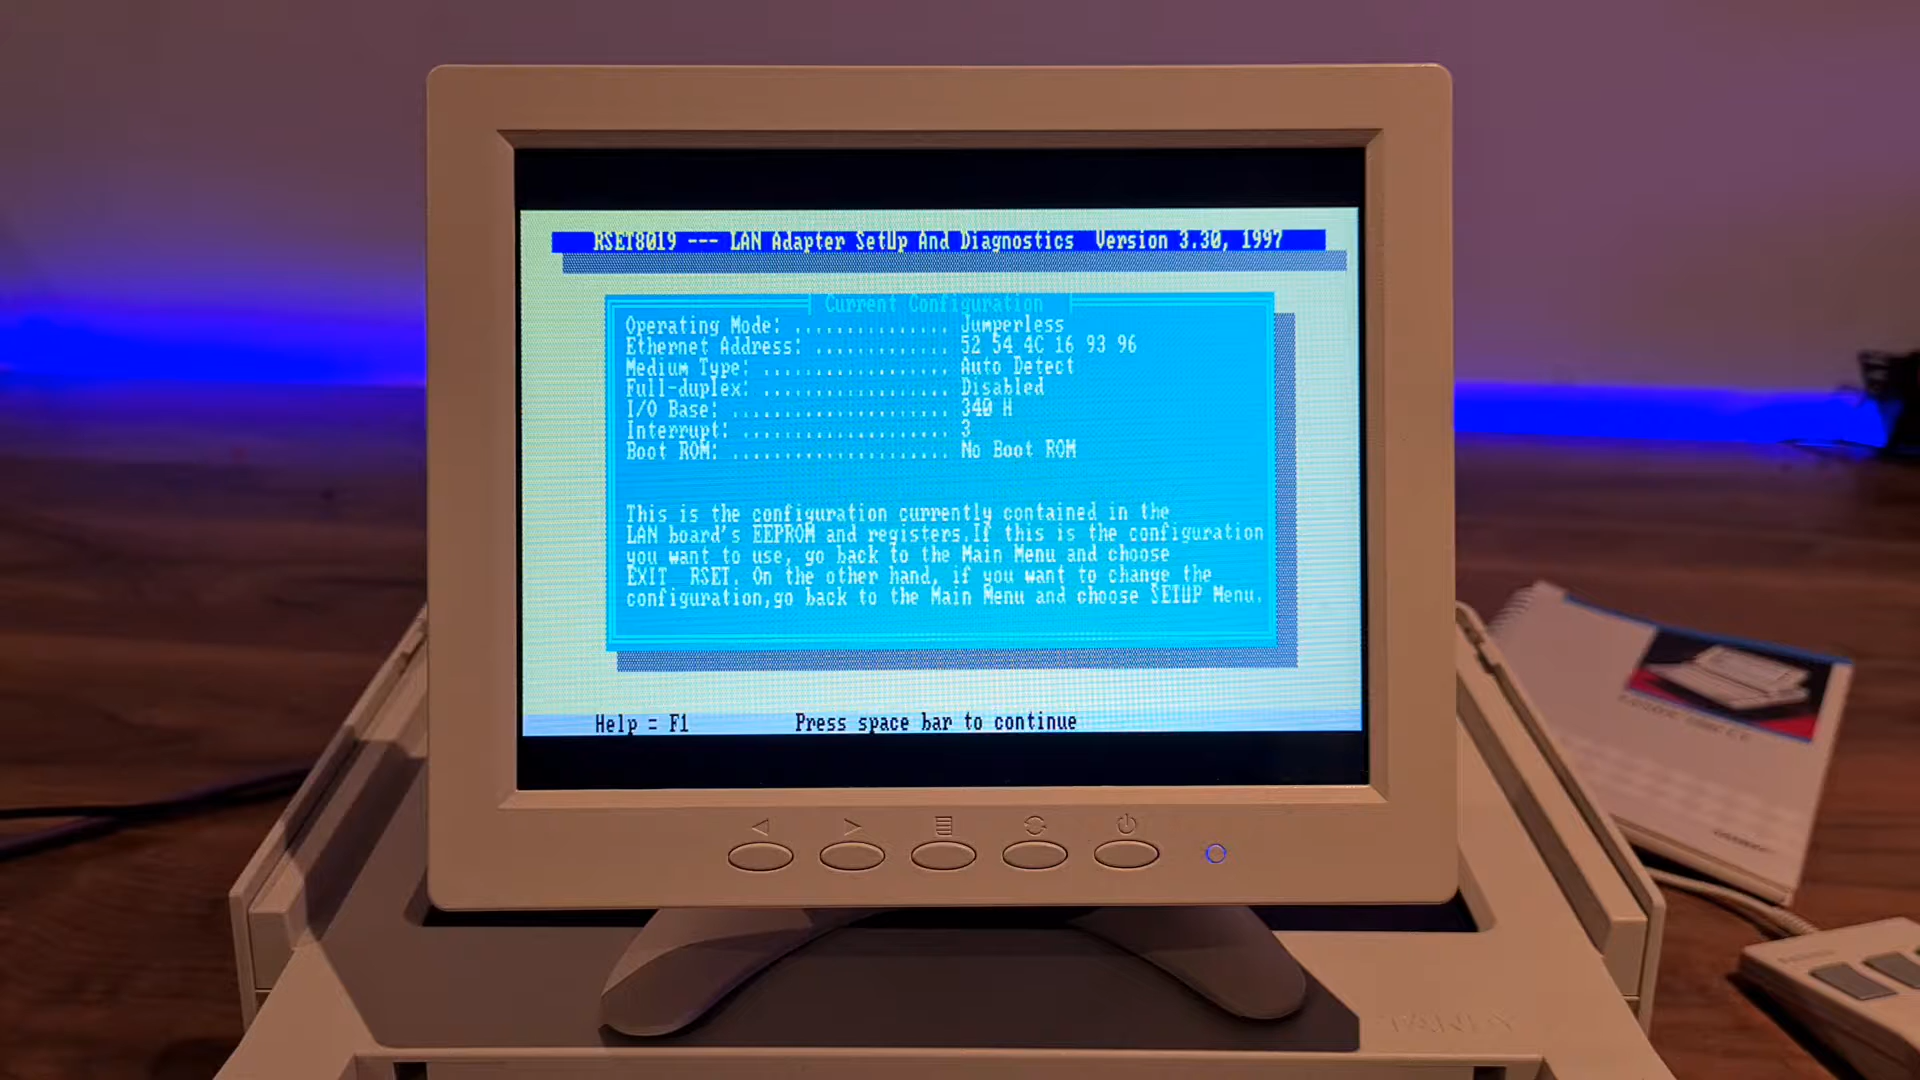 RSET8019 --- LAN Adapter SetUp And Diagnostics Version 3.30, 1997
Current Configuration
Operating Mode: ............... Jumperless
Ethernet Address: ............. 52 54 4C 16 93 96
Medium Type: .................. Auto Detect
Full-duplex: .................. Disabled
I/O Base: ..................... 340 H
Interrupt: .................... 3
Boot ROM: ..................... No Boot ROM
This is the configuration currently contained in the
LAN board's EEPROM and registers.If this is the configuration
you want to use, go back to the Main Menu and choose
EXIT RSET. On the other hand, if you want to change the
configuration,go back to the Main Menu and choose SETUP Menu.
Help = F1 Press space bar to continue
TANDY